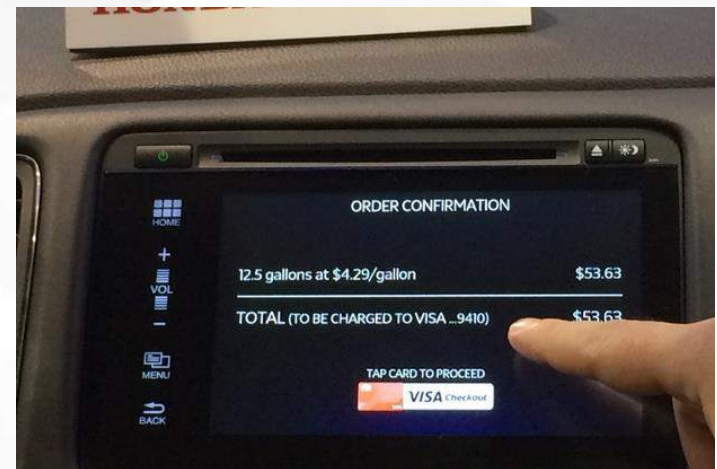 HOME
VOL
MENU
BACK
ORDER CONFIRMATION
12.5 gallons at $4.29/gallon $53.63
TOTAL (TO BE CHARGED TO VISA ...9410) $53.63
TAP CARD TO PROCEED
VISA Checkout